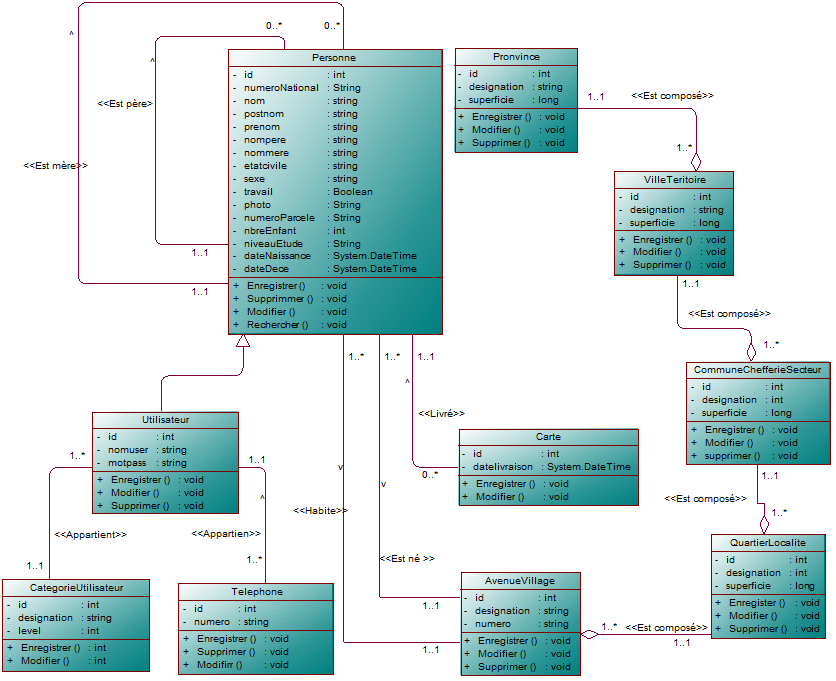 0..*
0..*
^
^
<<Est père>
<<Est mère>>
1..1
1..1
Personne
- id : int
- numeroNational : String
- nom : string
- postnom : string
- prenom : string
- nompere : string
- nommere : string
- etatcivile : string
- sexe : string
- travail : Boolean
- photo : String
- numeroParcele : String
- nbreEnfant : int
- niveauEtude : String
- dateNaissance : System.DateTime
- dateDece : System.DateTime
+ Enregistrer () : void
+ Supprimmer () : void
+ Modifier () : void
+ Rechercher () : void
Pronvince
- id : int
- designation : string
- superficie : long
+ Enregistrer () : void
+ Modifier () : void
+ Supprimer () : void
1..1
<<Est composé>>
1..*
VilleTeritoire
- id : int
- designation : string
- superficie : long
+ Enregistrer () : void
+ Modifier () : void
+ Supprimer () : void
1..1
<<Est composé>>
1..*
CommuneChefferieSecteur
- id : int
- designation : int
- superficie : long
+ Enregistrer () : void
+ Modifier () : void
+ supprimer () : void
1..1
<<Est composé>>
1..*
QuartierLocalite
- id : int
- designation : int
- superficie : long
+ Enregistrer () : void
+ Modifier () : void
+ Supprimer () : void
1..*
<<Est composé>>
1..1
1..*
1..*
1..1
^
<<Livré>>
0..*
Carte
- id : int
- datelivraison : System.DateTime
+ Enregistrer () : void
+ Modifier () : void
v
v
<<Habite>>
<<Est né >>
1..1
1..1
AvenueVillage
- id : int
- designation : string
- numero : string
+ Enregistrer () : void
+ Modifier () : void
+ Supprimer () : void
Utilisateur
- id : int
- nomuser : string
- motpass : string
+ Enregistrer () : void
+ Modifier () : void
+ Supprimer () : void
1..*
1..1
^
<<Appartient>>
<<Appartien>>
1..1
1..*
CategorieUtilisateur
- id : int
- designation : string
- level : int
+ Enregistrer () : int
+ Modifier () : int
Telephone
- id : int
- numero : string
+ Enregistrer () : void
+ Supprimer () : void
+ Modifir () : void